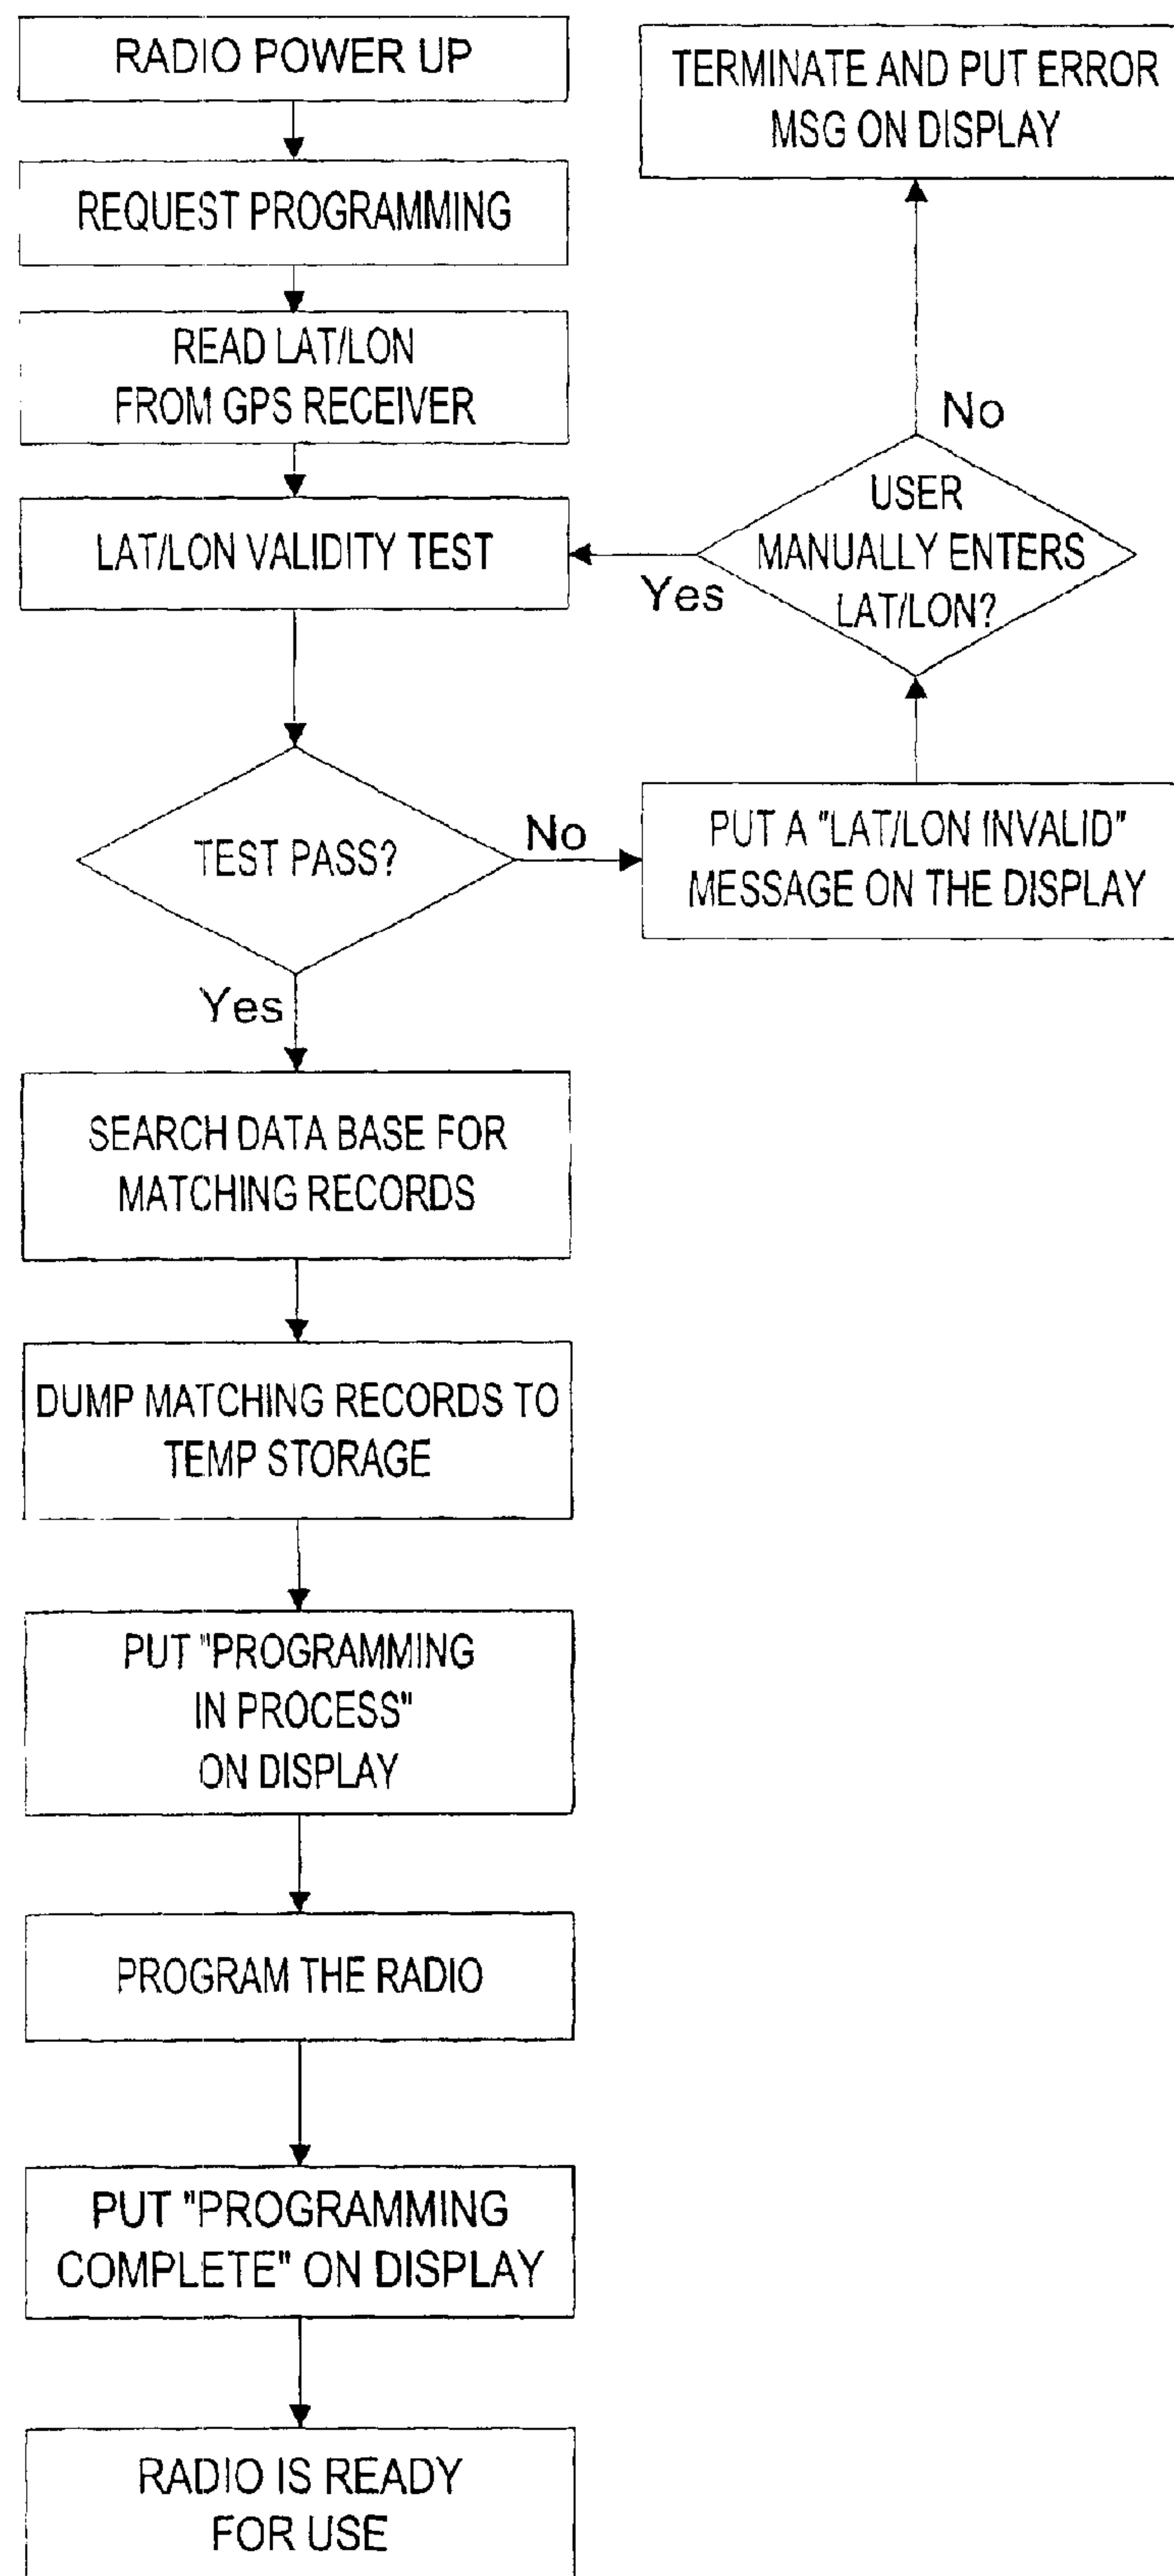 RADIO POWER UP
REQUEST PROGRAMMING
READ LAT/LON
FROM GPS RECEIVER
LAT/LON VALIDITY TEST
TEST PASS?
No
PUT A "LAT/LON INVALID"
MESSAGE ON THE DISPLAY
USER
MANUALLY ENTERS
LAT/LON?
Yes
No
TERMINATE AND PUT ERROR
MSG ON DISPLAY
Yes
SEARCH DATA BASE FOR
MATCHING RECORDS
DUMP MATCHING RECORDS TO
TEMP STORAGE
PUT "PROGRAMMING
IN PROCESS"
ON DISPLAY
PROGRAM THE RADIO
PUT "PROGRAMMING
COMPLETE" ON DISPLAY
RADIO IS READY
FOR USE